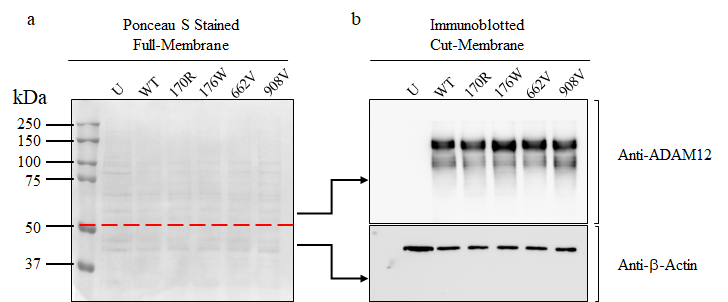 a
Ponceau S Stained
Full-Membrane
b
Immunoblotted
Cut-Membrane
kDa
U WT 170R 176W 662V 908V
U WT 170R 176W 662V 908V
250
150
100
75
50
37
Anti-ADAM12
Anti-β-Actin